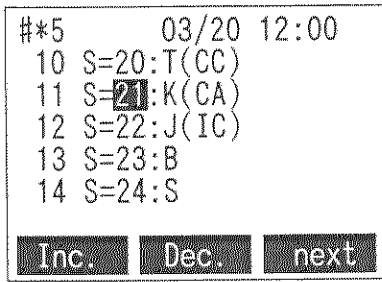 #*5 03/20 12:00
10 S=20:T(CC)
11 S=21:K(CA)
12 S=22:J(IC)
13 S=23:B
14 S=24:S
Inc. Dec. next